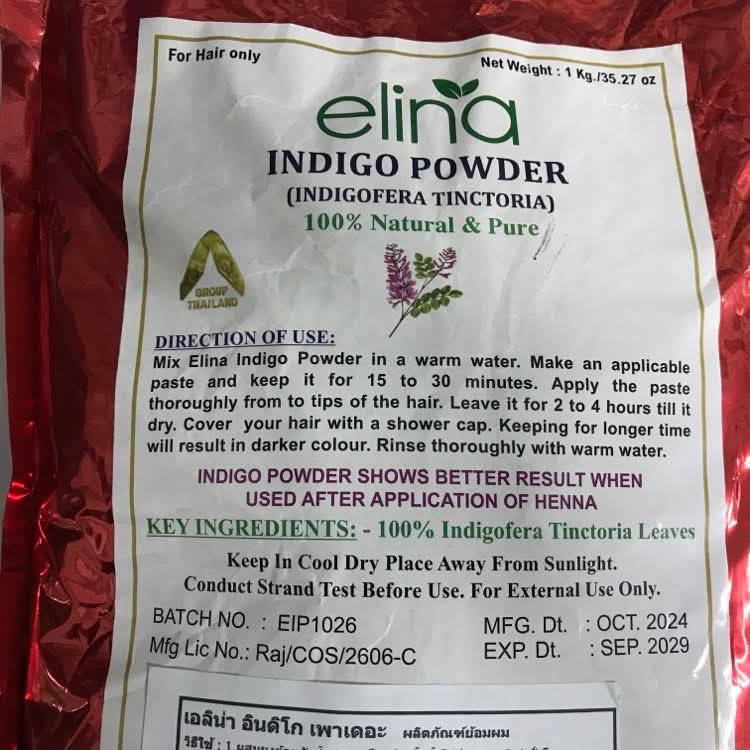 For Hair only
Net Weight : 1 Kg./35.27 oz
elina
INDIGO POWDER
(INDIGOFERA TINCTORIA)
100% Natural & Pure
GROUP
THAILAND
DIRECTION OF USE:
Mix Elina Indigo Powder in a warm water. Make an applicable
paste and keep it for 15 to 30 minutes. Apply the paste
thoroughly from to tips of the hair. Leave it for 2 to 4 hours till it
dry. Cover your hair with a shower cap. Keeping for longer time
will result in darker colour. Rinse thoroughly with warm water.
INDIGO POWDER SHOWS BETTER RESULT WHEN
USED AFTER APPLICATION OF HENNA
KEY INGREDIENTS: - 100% Indigofera Tinctoria Leaves
Keep In Cool Dry Place Away From Sunlight.
Conduct Strand Test Before Use. For External Use Only.
BATCH NO. : EIP1026
MFG. Dt. : OCT. 2024
Mfg Lic No.: Raj/COS/2606-C
EXP. Dt. : SEP. 2029
เอลิน่า อินดิโก เพาเดอะ ผลิตภัณฑ์ย้อมผม
วิธีใช้ : 1.